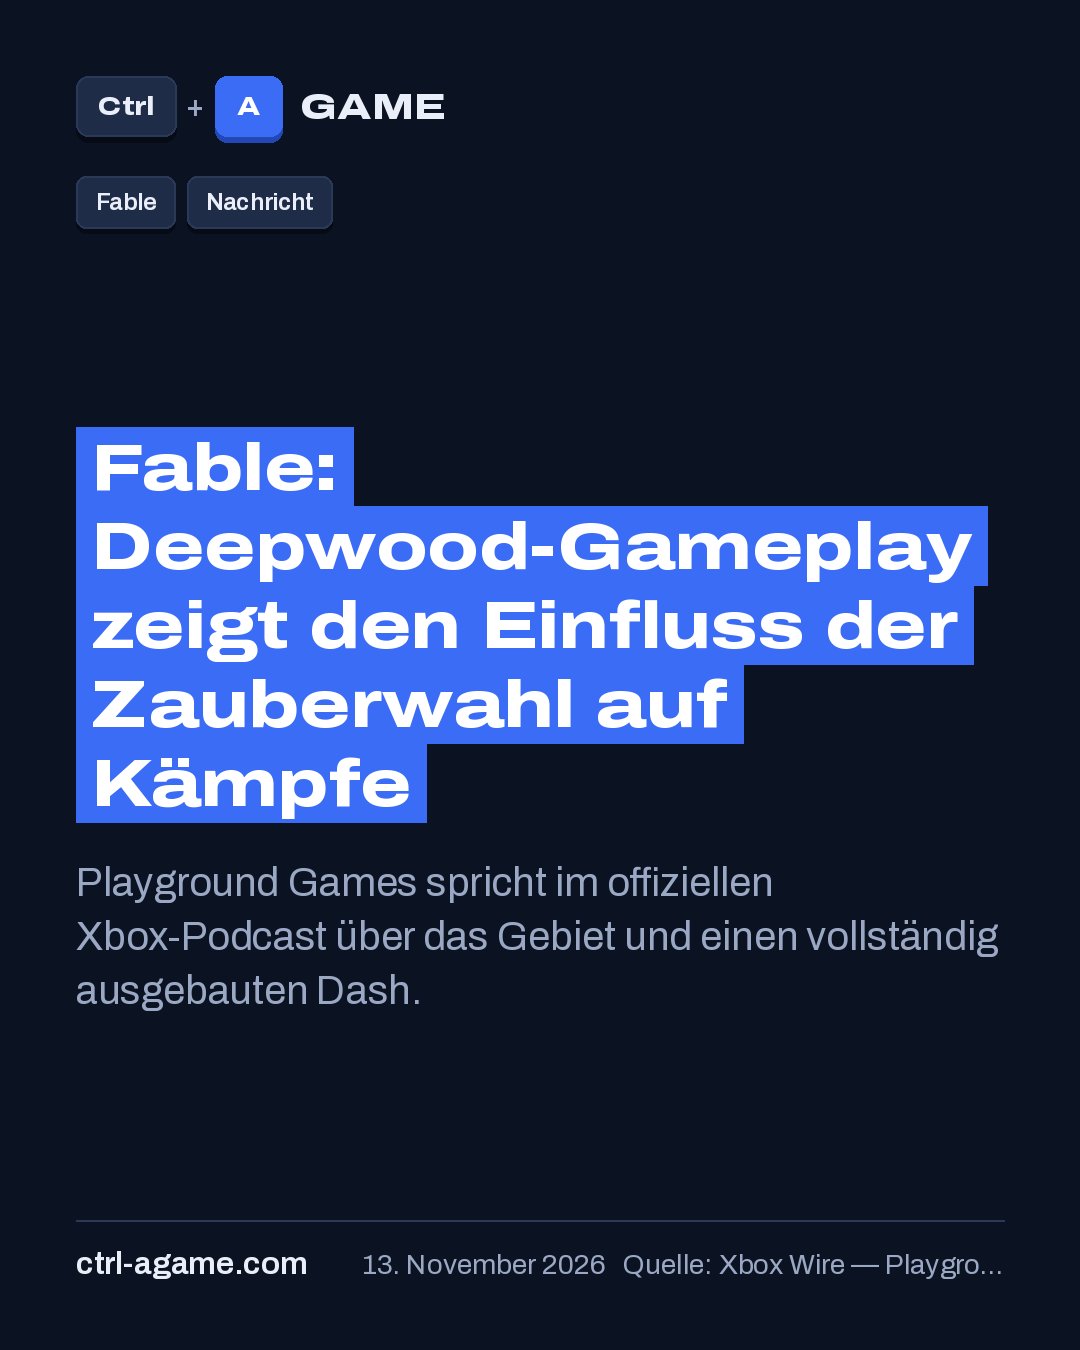 Ctrl + A GAME
Fable Nachricht
Fable:
Deepwood-Gameplay
zeigt den Einfluss der
Zauberwahl auf
Kämpfe
Playground Games spricht im offiziellen
Xbox-Podcast über das Gebiet und einen vollständig
ausgebauten Dash.
ctrl-agame.com 13. November 2026 Quelle: Xbox Wire — Playgro...